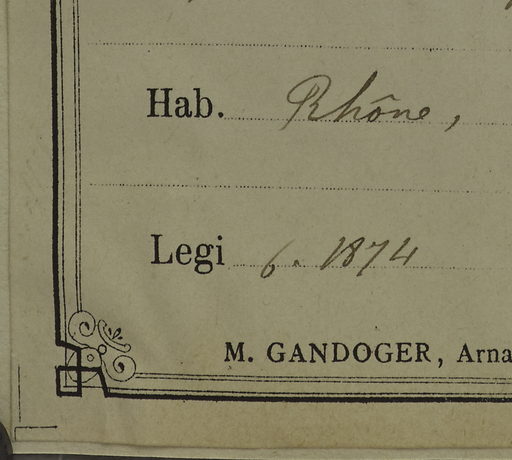 Hab. Rhône,
Legi 6. 1874
M. GANDOGER, Arna